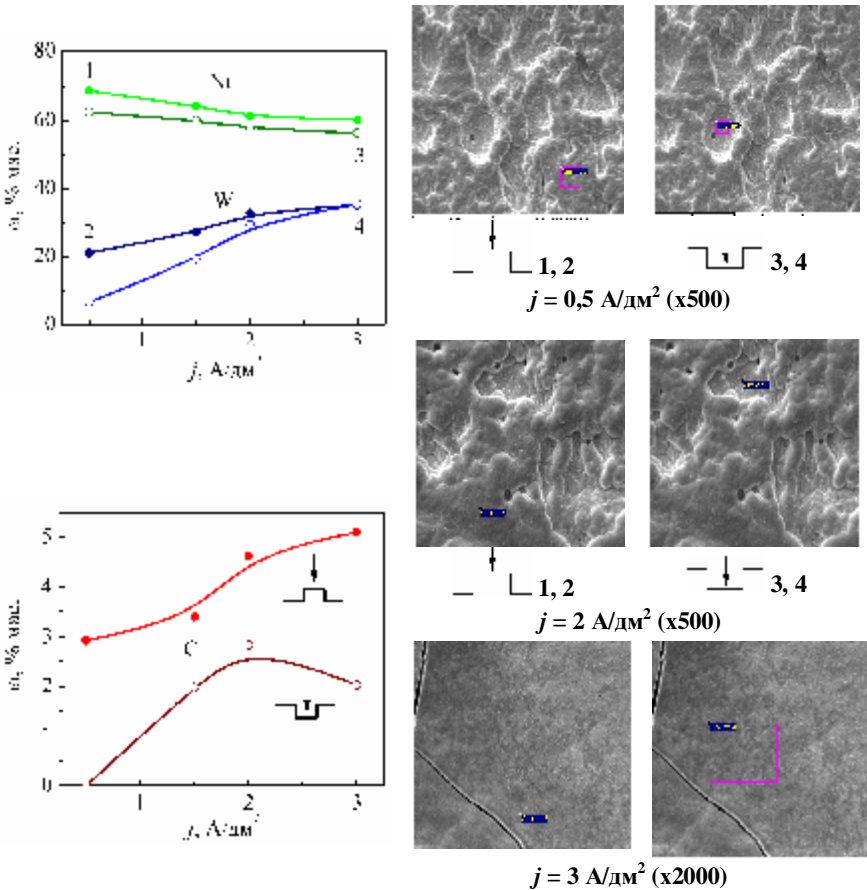 80
60
40
20
0
1
Ni
3
W
2
4
1
2
3
j, А/дм²
ω, % мас.
1, 2
3, 4
j = 0,5 А/дм² (x500)
1, 2
3, 4
j = 2 А/дм² (x500)
5
4
3
2
0
C
1
2
3
j, А/дм²
ω, % мас.
j = 3 А/дм² (x2000)